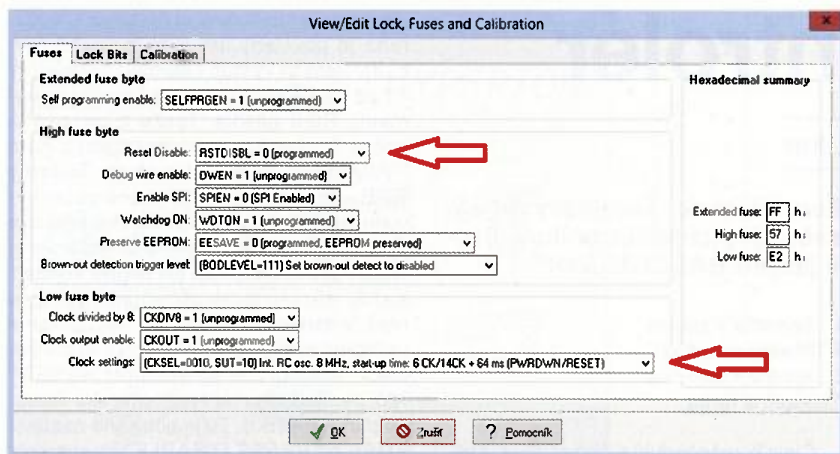 View/Edit Lock, Fuses and Calibration
x
Fuses Lock Bits Calibration
Extended fuse byte
Self programming enable: SELFPRGEN = 1 (unprogrammed)
High fuse byte
Reset Disable: RSTDISBL = 0 (programmed)
Debug wire enable: DWEN = 1 (unprogrammed)
Enable SPI: SPIEN = 0 (SPI Enabled)
Watchdog ON: WDTON = 1 (unprogrammed)
Preserve EEPROM: EESAVE = 0 (programmed, EEPROM preserved)
Brown-out detection trigger level: (BODLEVEL=111) Set brown-out detect to disabled
Low fuse byte
Clock divided by 8: CKDIV8 = 1 (unprogrammed)
Clock output enable: CKOUT = 1 (unprogrammed)
Clock settings: (CKSEL=0010, SUT=10) Int. RC osc. 8 MHz, start-up time: 6 CK/14CK + 64 ms (PWRDWN/RESET)
Hexadecimal summary
Extended fuse: FF h
High fuse: 57 h
Low fuse: E2 h
OK Zrušit ? Pomocník